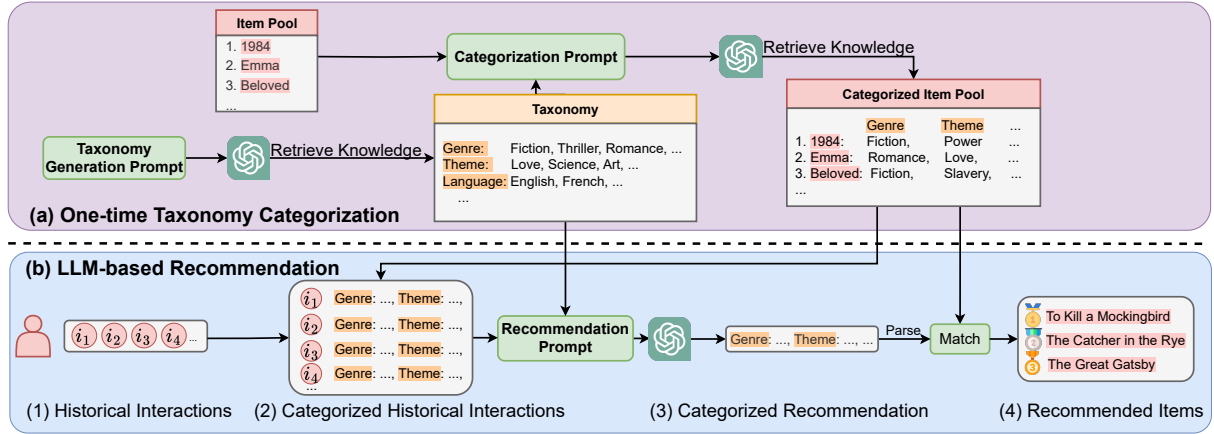 Item Pool
1. 1984
2. Emma
3. Beloved
...
Categorization Prompt
Retrieve Knowledge
Categorized Item Pool
Genre Theme ...
1. 1984: Fiction, Power ...
2. Emma: Romance, Love, ...
3. Beloved: Fiction, Slavery, ...
...
Taxonomy
Genre: Fiction, Thriller, Romance, ...
Theme: Love, Science, Art, ...
Language: English, French, ...
...
Taxonomy
Generation Prompt
Retrieve Knowledge
(a) One-time Taxonomy Categorization
(b) LLM-based Recommendation
i1 i2 i3 i4 ...
i1 Genre: ..., Theme: ...,
i2 Genre: ..., Theme: ...,
i3 Genre: ..., Theme: ...,
i4 Genre: ..., Theme: ...,
...
Recommendation
Prompt
Genre: ..., Theme: ..., ...
Parse
Match
1 To Kill a Mockingbird
2 The Catcher in the Rye
3 The Great Gatsby
(1) Historical Interactions
(2) Categorized Historical Interactions
(3) Categorized Recommendation
(4) Recommended Items